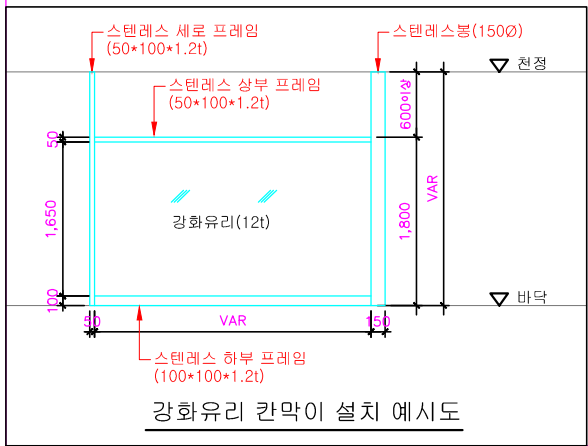 스텐레스 세로 프레임
(50*100*1.2t)
스텐레스봉(150Ø)
천정
스텐레스 상부 프레임
(50*100*1.2t)
600이상
50
VAR
1,650
강화유리(12t)
1,800
100
바닥
50
VAR
150
스텐레스 하부 프레임
(100*100*1.2t)
강화유리 칸막이 설치 예시도